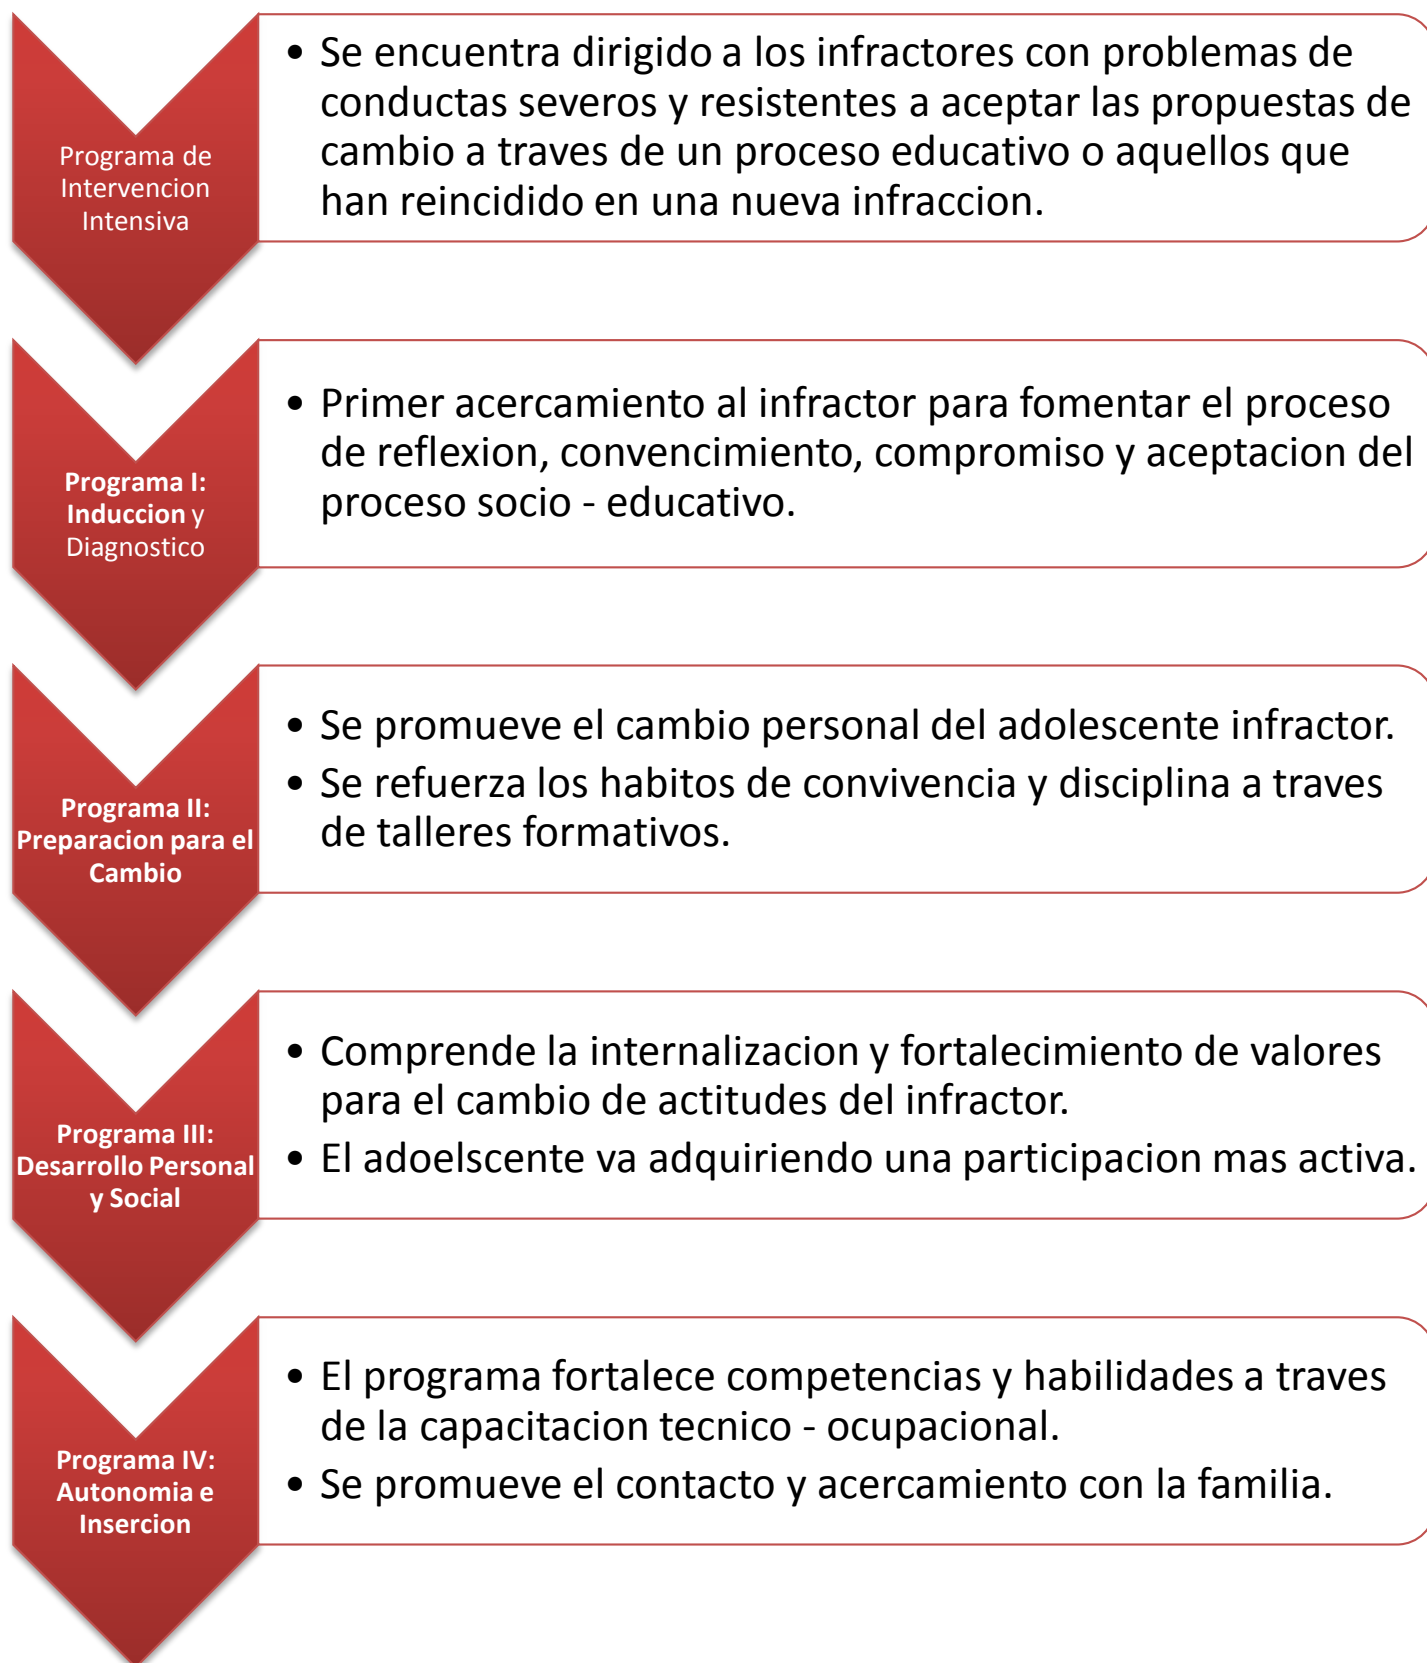 Programa de
Intervencion
Intensiva
• Se encuentra dirigido a los infractores con problemas de
conductas severos y resistentes a aceptar las propuestas de
cambio a traves de un proceso educativo o aquellos que
han reincidido en una nueva infraccion.
Programa I:
Induccion y
Diagnostico
• Primer acercamiento al infractor para fomentar el proceso
de reflexion, convencimiento, compromiso y aceptacion del
proceso socio - educativo.
Programa II:
Preparacion para el
Cambio
• Se promueve el cambio personal del adolescente infractor.
• Se refuerza los habitos de convivencia y disciplina a traves
de talleres formativos.
Programa III:
Desarrollo Personal
y Social
• Comprende la internalizacion y fortalecimiento de valores
para el cambio de actitudes del infractor.
• El adoelscente va adquiriendo una participacion mas activa.
Programa IV:
Autonomia e
Insercion
• El programa fortalece competencias y habilidades a traves
de la capacitacion tecnico - ocupacional.
• Se promueve el contacto y acercamiento con la familia.